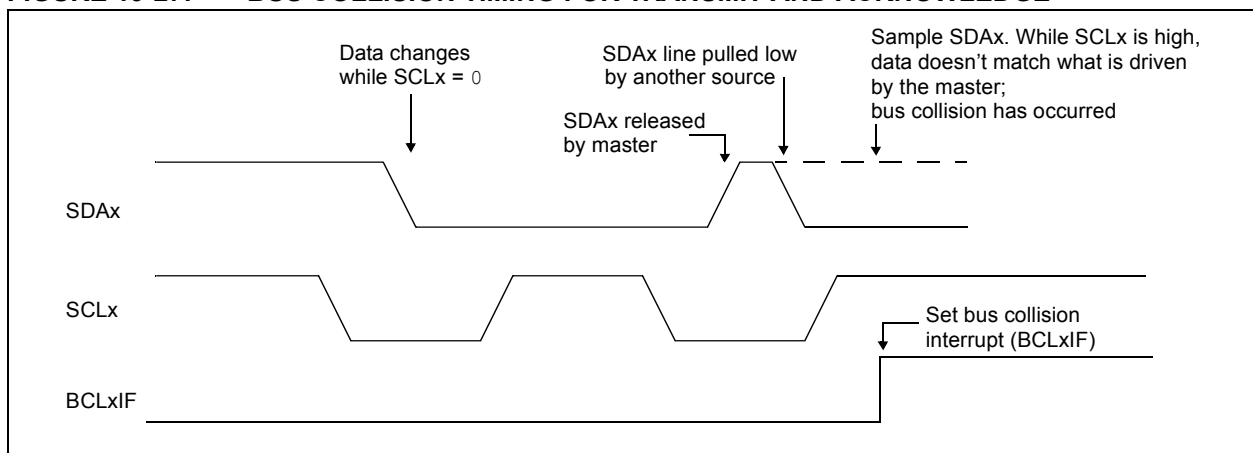 Data changes
while SCLx = 0
SDAx line pulled low
by another source
Sample SDAx. While SCLx is high,
data doesn't match what is driven
by the master;
bus collision has occurred
SDAx released
by master
SDAx
SCLx
Set bus collision
interrupt (BCLxIF)
BCLxIF